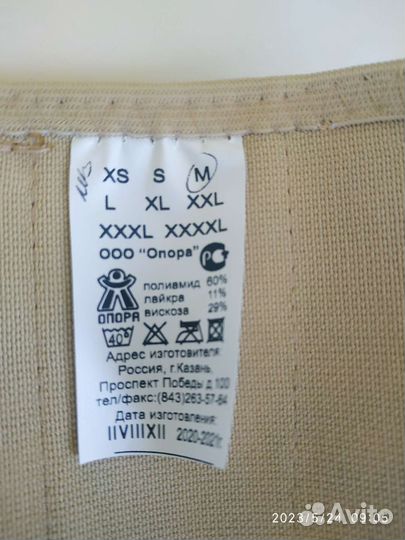 XS S M
L XL XXL
XXXL XXXXL
ООО "Опора"
ОПОРА
полиамид 60%
лайкра 11%
вискоза 29%
40°
Адрес изготовителя:
Россия, г.Казань,
Проспект Победы д.100
тел/факс:(843)263-57-64
Дата изготовления:
IIVIIIXII 2020-2021г.
2023/5/24 09:05
Avito